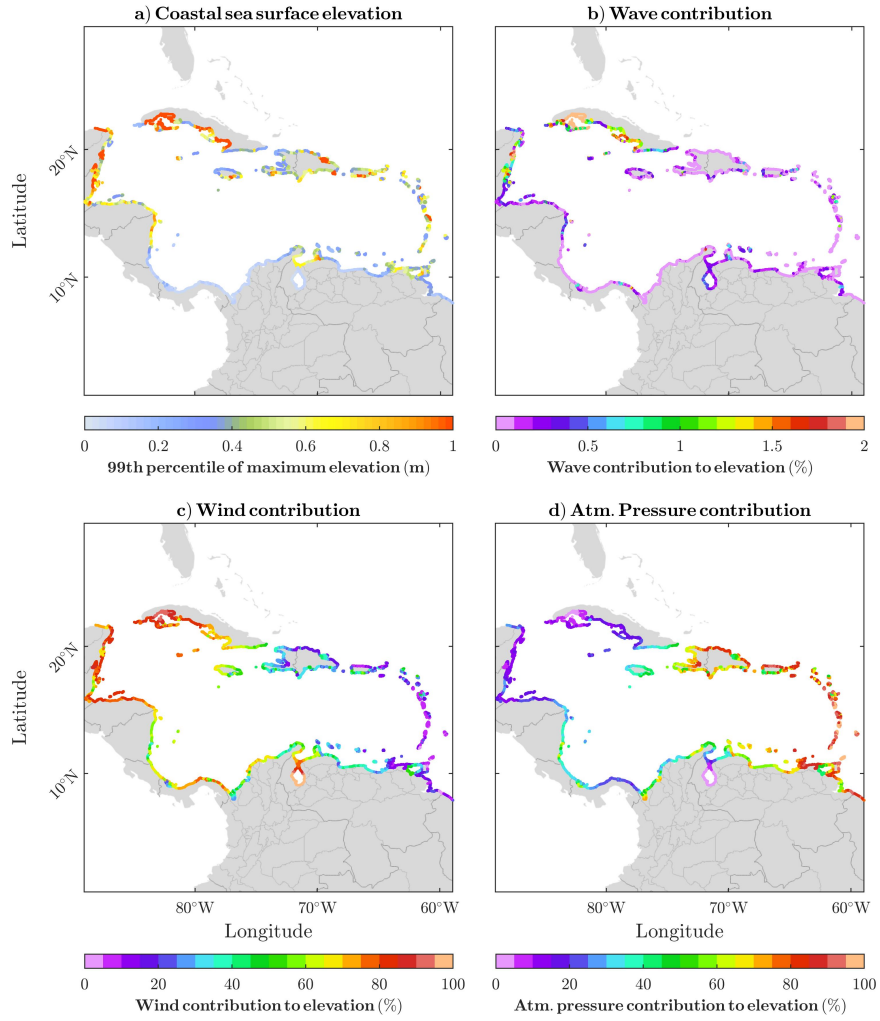 a) Coastal sea surface elevation
b) Wave contribution
Latitude
20°N
10°N
0 0.2 0.4 0.6 0.8 1
99th percentile of maximum elevation (m)
0 0.5 1 1.5 2
Wave contribution to elevation (%)
c) Wind contribution
d) Atm. Pressure contribution
Latitude
20°N
10°N
80°W 70°W 60°W
Longitude
80°W 70°W 60°W
Longitude
0 20 40 60 80 100
Wind contribution to elevation (%)
0 20 40 60 80 100
Atm. pressure contribution to elevation (%)